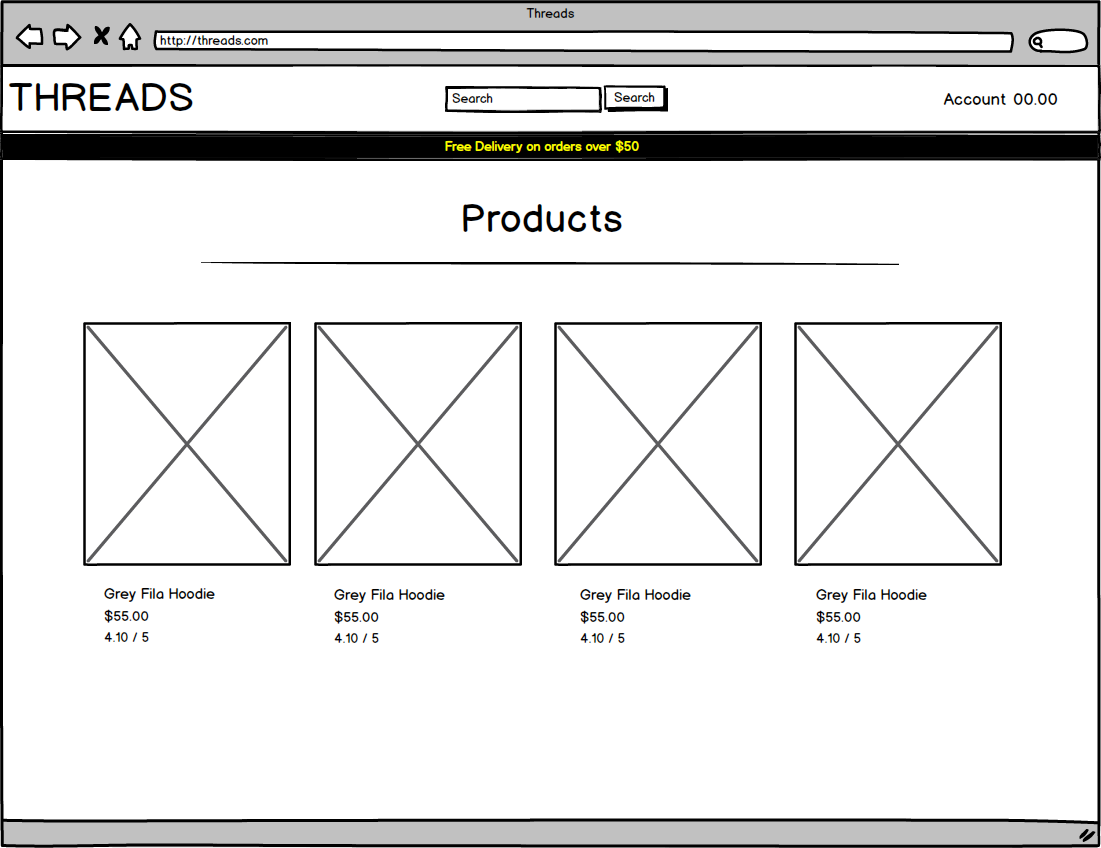 Threads
http://threads.com
THREADS
Search
Search
Account 00.00
Free Delivery on orders over $50
Products
Grey Fila Hoodie
$55.00
4.10 / 5
Grey Fila Hoodie
$55.00
4.10 / 5
Grey Fila Hoodie
$55.00
4.10 / 5
Grey Fila Hoodie
$55.00
4.10 / 5